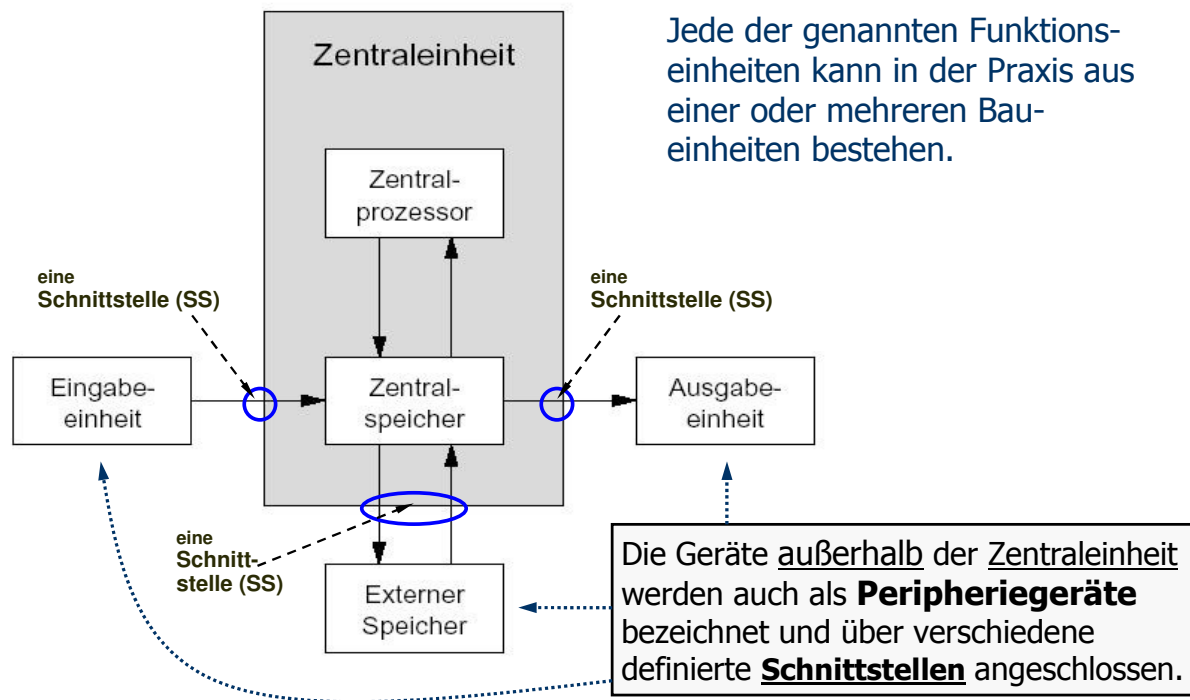 Zentraleinheit
Jede der genannten Funktions-
einheiten kann in der Praxis aus
einer oder mehreren Bau-
einheiten bestehen.
Zentral-
prozessor
eine
Schnittstelle (SS)
eine
Schnittstelle (SS)
Eingabe-
einheit
Zentral-
speicher
Ausgabe-
einheit
eine
Schnitt-
stelle (SS)
Externer
Speicher
Die Geräte außerhalb der Zentraleinheit
werden auch als Peripheriegeräte
bezeichnet und über verschiedene
definierte Schnittstellen angeschlossen.